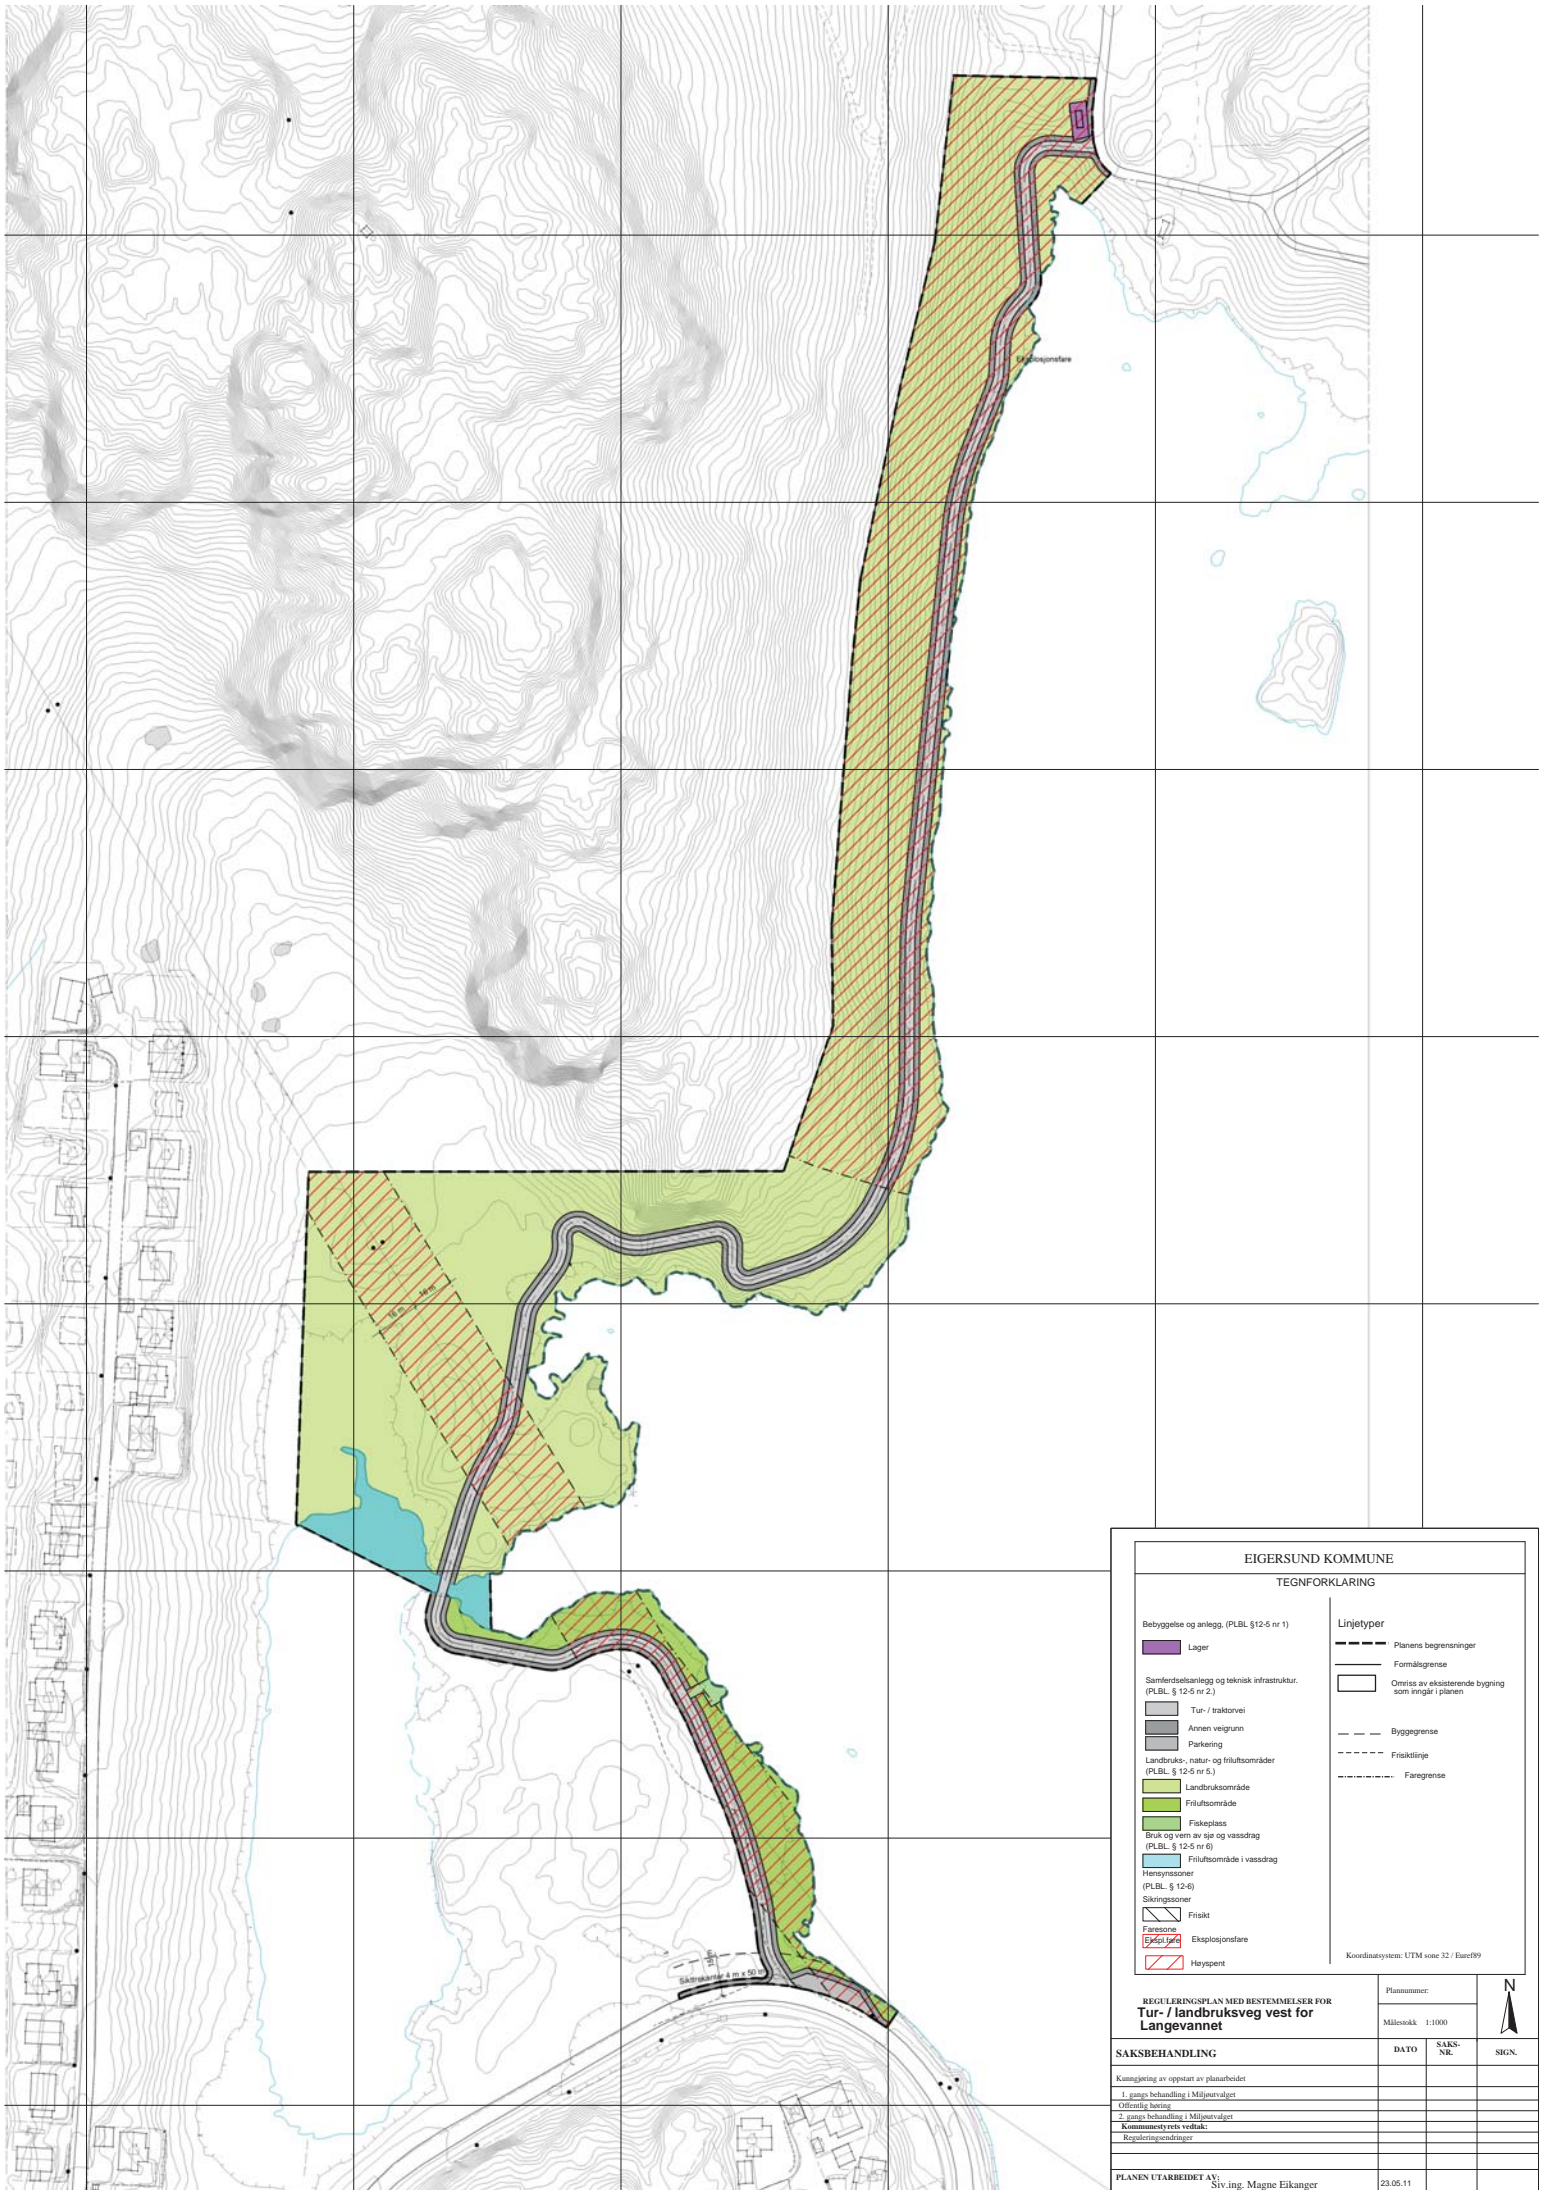 Eksplosjonsfare
16 m 16 m
15m
Siktrekanter 4 m x 50 m
EIGERSUND KOMMUNE
TEGNFORKLARING
Bebyggelse og anlegg, (PLBL §12-5 nr 1)
Lager
Samferdselsanlegg og teknisk infrastruktur.
(PLBL. § 12-5 nr 2.)
Tur- / traktorvei
Annen veigrunn
Parkering
Landbruks-, natur- og friluftsområder
(PLBL. § 12-5 nr 5.)
Landbruksområde
Friluftsområde
Fiskeplass
Bruk og vern av sjø og vassdrag
(PLBL. § 12-5 nr 6)
Friluftsområde i vassdrag
Hensynssoner
(PLBL. § 12-6)
Sikringssoner
Frisikt
Faresone
Ekspl.fare Eksplosjonsfare
Høyspent
Linjetyper
Planens begrensninger
Formålsgrense
Omriss av eksisterende bygning
som inngår i planen
Byggegrense
Frisiktlinje
Faregrense
Koordinatsystem: UTM sone 32 / Euref89
REGULERINGSPLAN MED BESTEMMELSER FOR
Tur- / landbruksveg vest for
Langevannet
Plannummer:
Målestokk 1:1000
N
SAKSBEHANDLING DATO SAKS-
NR. SIGN.
Kunngjøring av oppstart av planarbeidet
1. gangs behandling i Miljøutvalget
Offentlig høring
2. gangs behandling i Miljøutvalget
Kommunestyrets vedtak:
Reguleringsendringer
PLANEN UTARBEIDET AV:
Siv.ing. Magne Eikanger 23.05.11